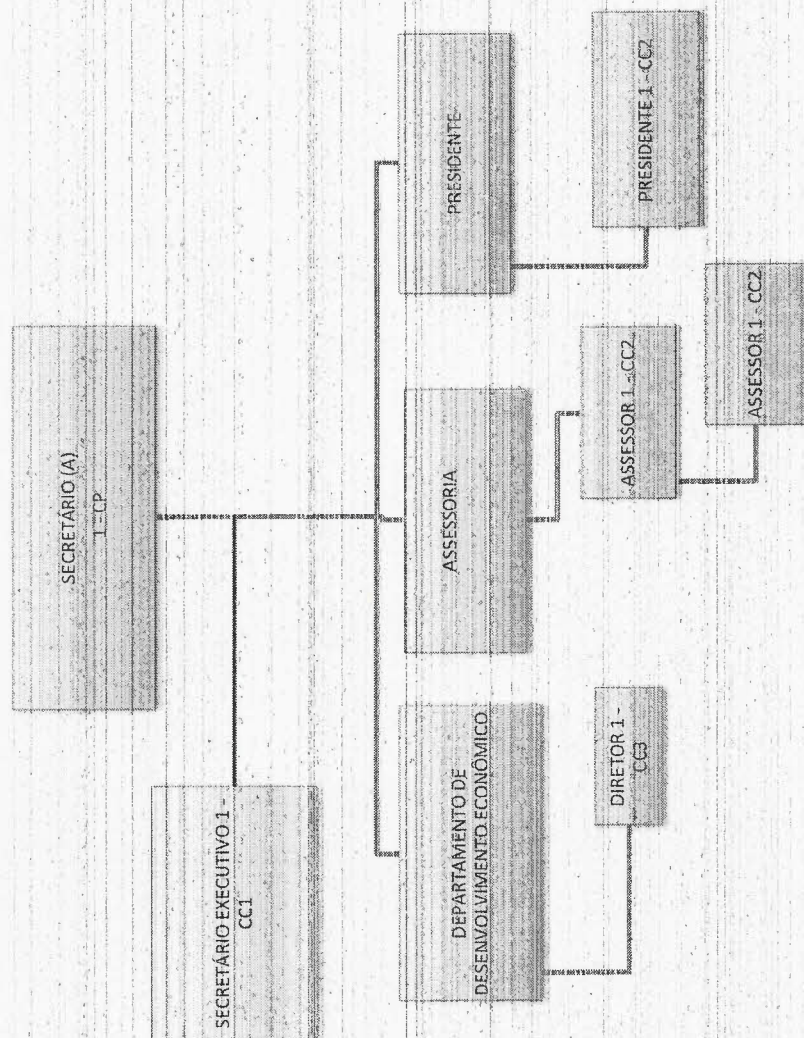 SECRETÁRIO (A)
1 - CP
SECRETÁRIO EXECUTIVO 1 -
CC1
DEPARTAMENTO DE
DESENVOLVIMENTO ECONÔMICO
DIRETOR 1 -
CC3
ASSESSORIA
ASSESSOR 1 - CC2
ASSESSOR 1 - CC2
PRESIDENTE
PRESIDENTE 1 - CC2